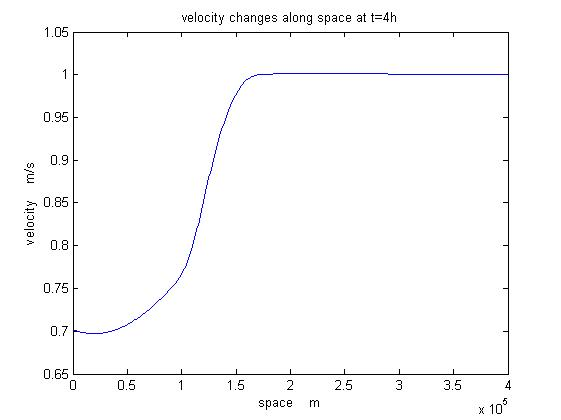 velocity changes along space at t=4h
1.05
1
0.95
0.9
0.85
0.8
0.75
0.7
0.65
velocity m/s
0 0.5 1 1.5 2 2.5 3 3.5 4
space m
x 10^5